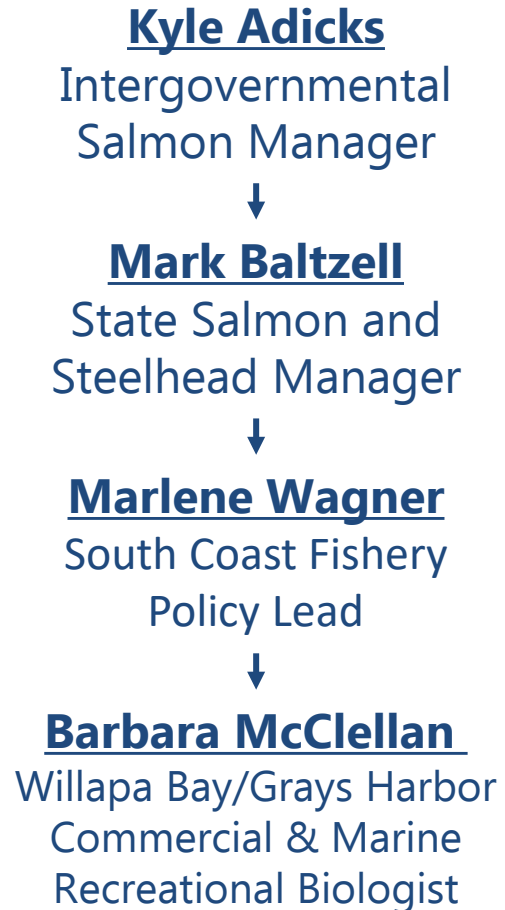 Kyle Adicks
Intergovernmental
Salmon Manager
Mark Baltzell
State Salmon and
Steelhead Manager
Marlene Wagner
South Coast Fishery
Policy Lead
Barbara McClellan
Willapa Bay/Grays Harbor
Commercial & Marine
Recreational Biologist